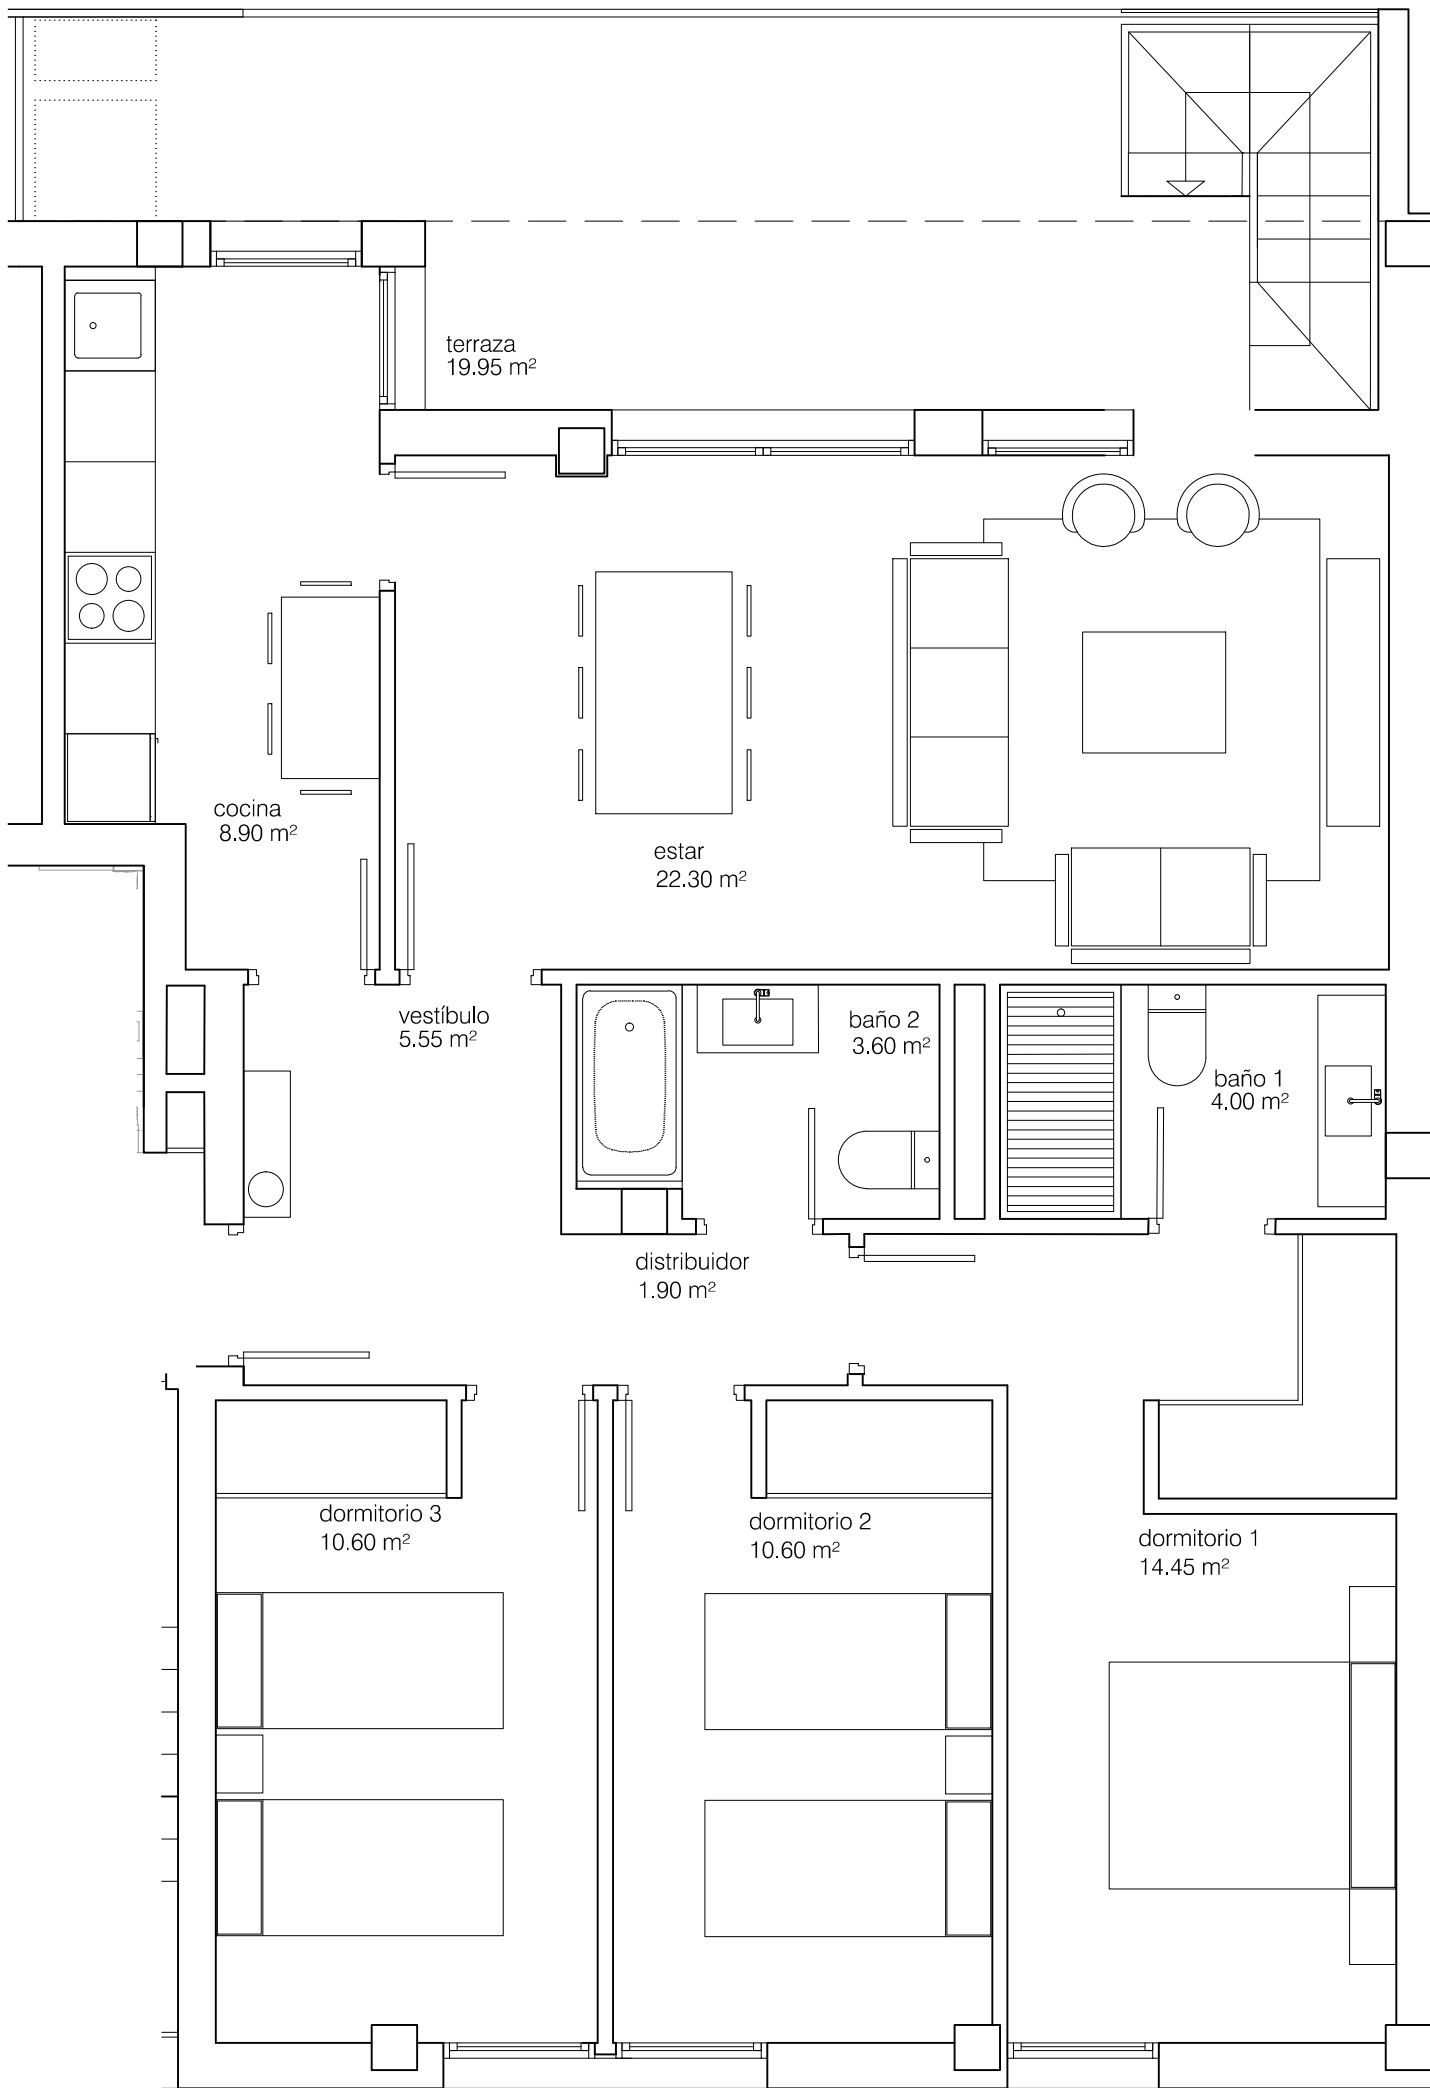 terraza
19.95 m²
cocina
8.90 m²
estar
22.30 m²
vestíbulo
5.55 m²
baño 2
3.60 m²
baño 1
4.00 m²
distribuidor
1.90 m²
dormitorio 3
10.60 m²
dormitorio 2
10.60 m²
dormitorio 1
14.45 m²